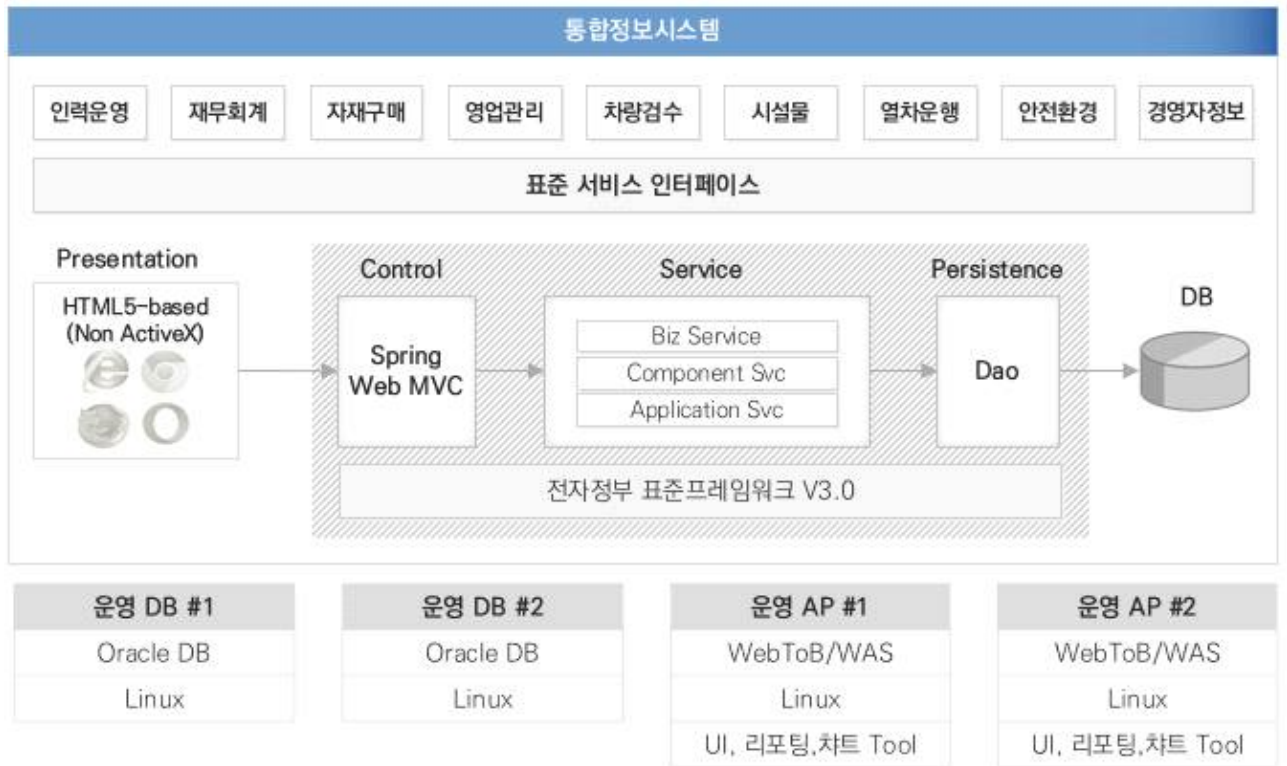 통합정보시스템
인력운영 재무회계 자재구매 영업관리 차량검수 시설물 열차운행 안전환경 경영자정보
표준 서비스 인터페이스
Presentation
HTML5-based
(Non ActiveX)
Control
Spring
Web MVC
Service
Biz Service
Component Svc
Application Svc
Persistence
Dao
DB
전자정부 표준프레임워크 V3.0
운영 DB #1
Oracle DB
Linux
운영 DB #2
Oracle DB
Linux
운영 AP #1
WebToB/WAS
Linux
UI, 리포팅,챠트 Tool
운영 AP #2
WebToB/WAS
Linux
UI, 리포팅,챠트 Tool